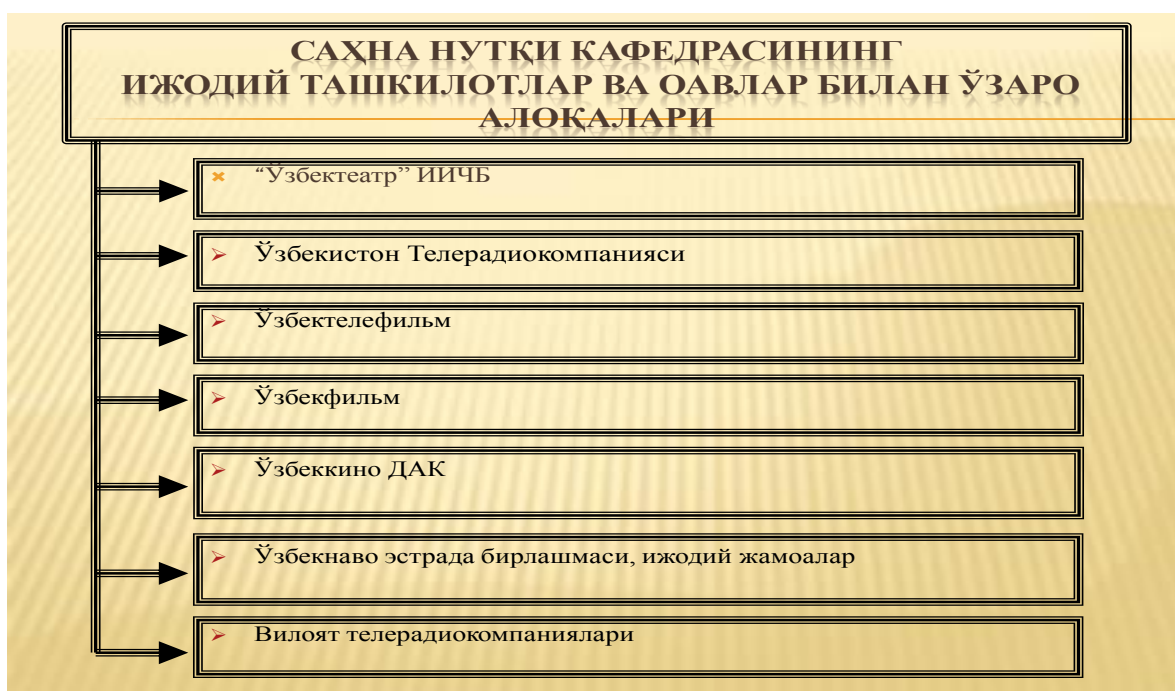 САҲНА НУТҚИ КАФЕДРАСИНИНГ
ИЖОДИЙ ТАШКИЛОТЛАР ВА ОАВЛАР БИЛАН ЎЗАРО
АЛОҚАЛАРИ
“Ўзбектеатр” ИИЧБ
Ўзбекистон Телерадиокомпанияси
Ўзбектелефильм
Ўзбекфильм
Ўзбеккино ДАК
Ўзбекнаво эстрада бирлашмаси, ижодий жамоалар
Вилоят телерадиокомпаниялари